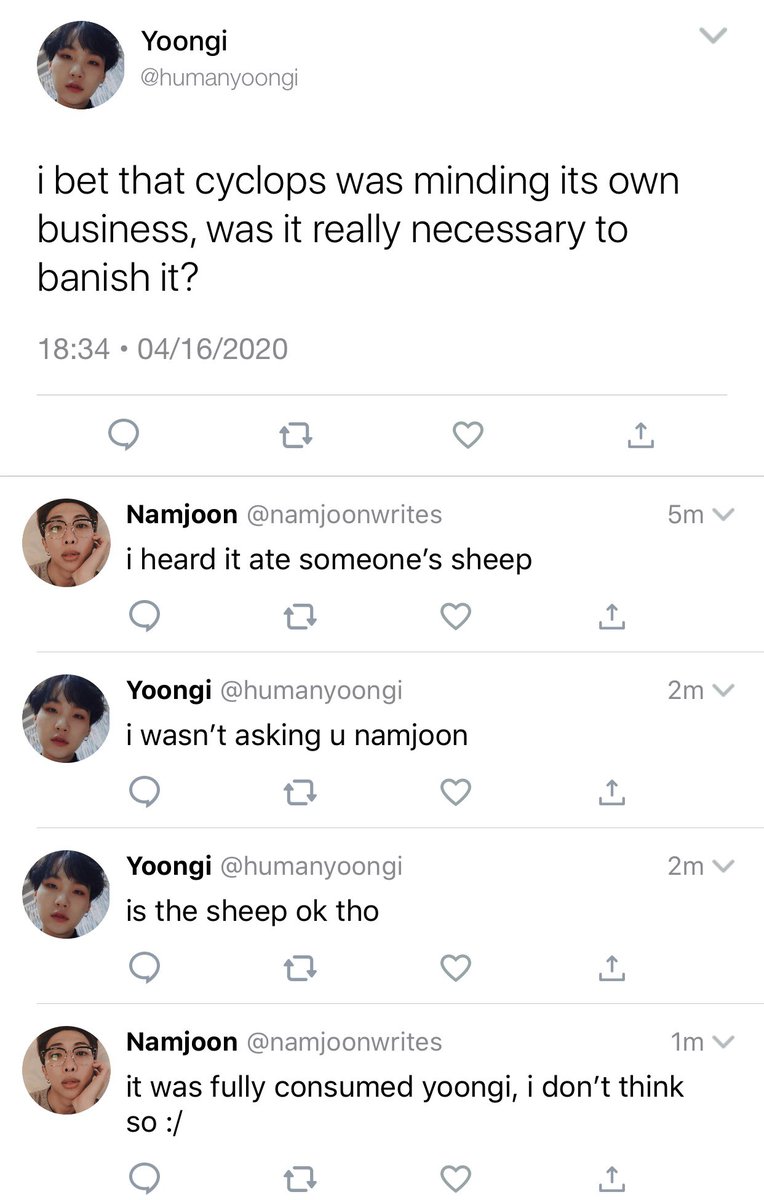 Yoongi
@humanyoongi
i bet that cyclops was minding its own
business, was it really necessary to
banish it?
18:34 • 04/16/2020
Namjoon @namjoonwrites 5m
i heard it ate someone’s sheep
Yoongi @humanyoongi 2m
i wasn’t asking u namjoon
Yoongi @humanyoongi 2m
is the sheep ok tho
Namjoon @namjoonwrites 1m
it was fully consumed yoongi, i don’t think
so :/